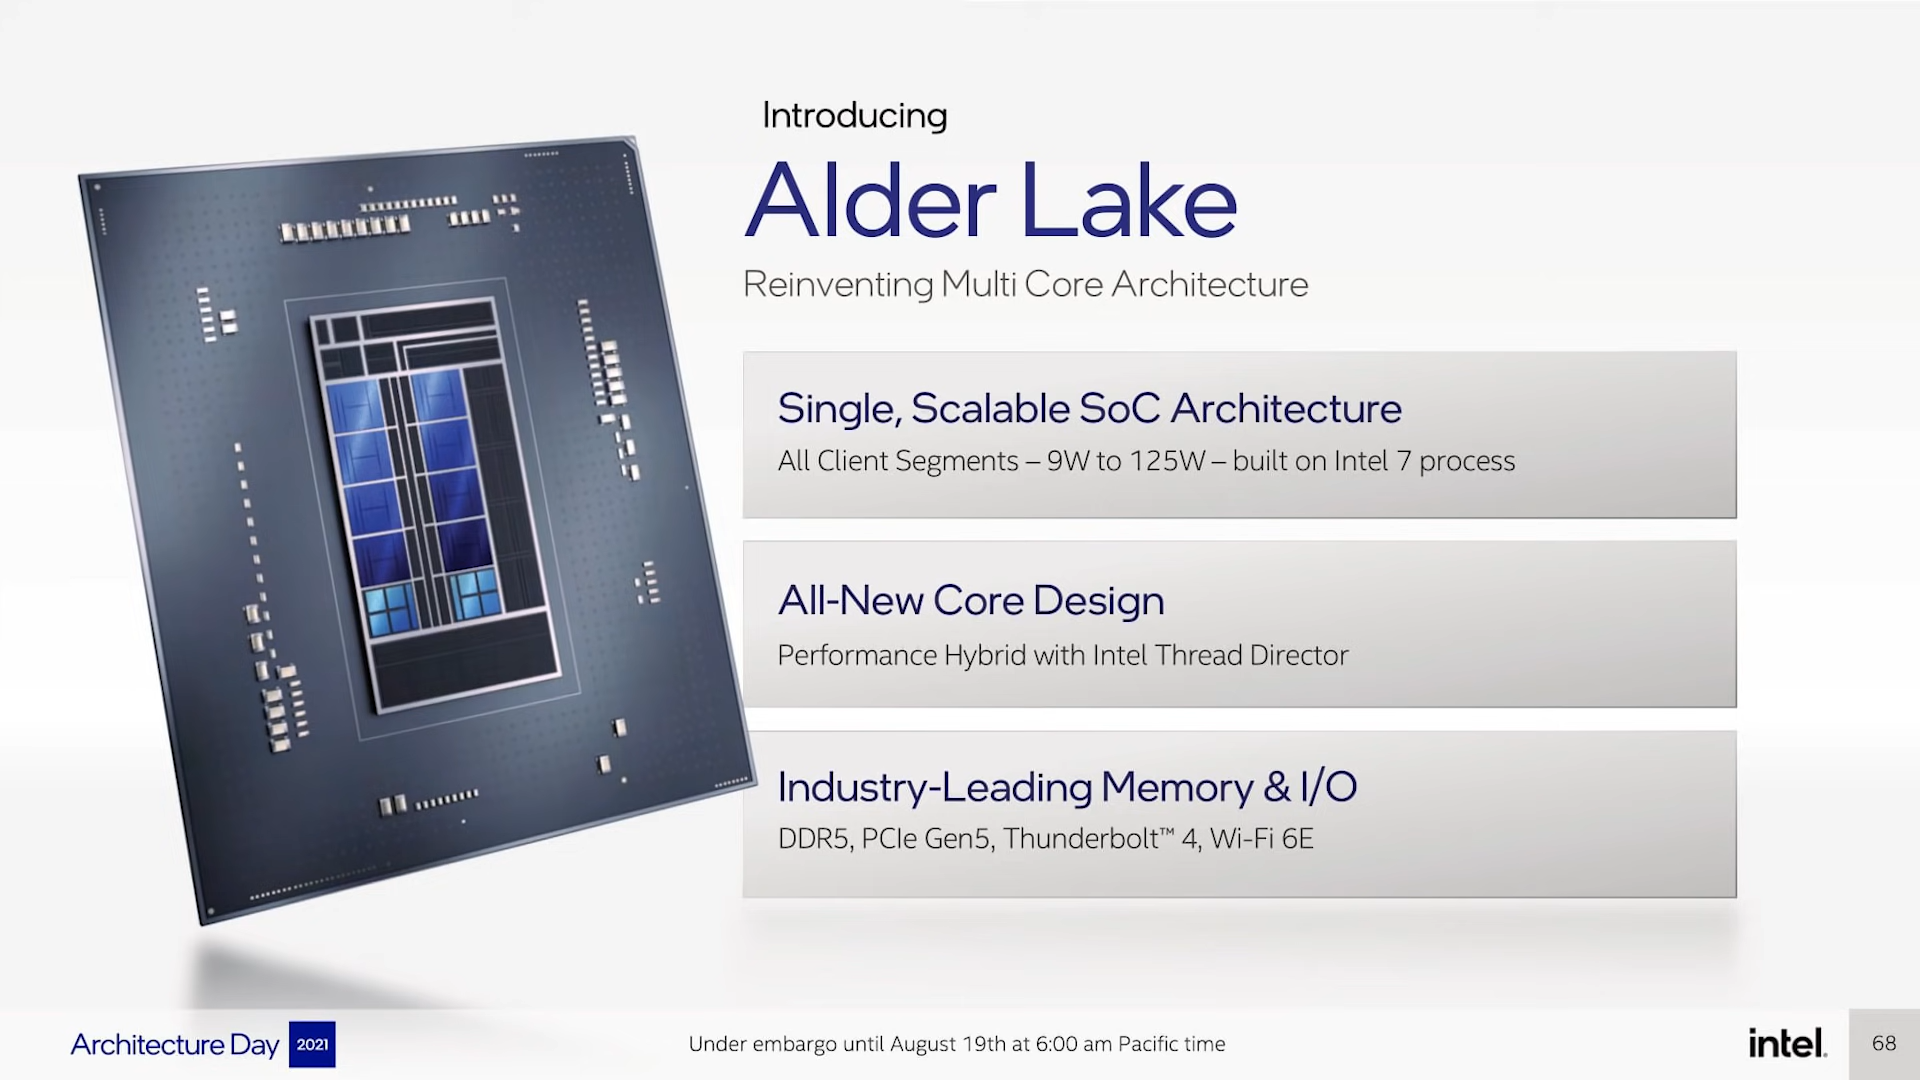 Introducing
Alder Lake
Reinventing Multi Core Architecture
Single, Scalable SoC Architecture
All Client Segments – 9W to 125W – built on Intel 7 process
All-New Core Design
Performance Hybrid with Intel Thread Director
Industry-Leading Memory & I/O
DDR5, PCIe Gen5, Thunderbolt™ 4, Wi-Fi 6E
Architecture Day 2021
Under embargo until August 19th at 6:00 am Pacific time
intel.
68